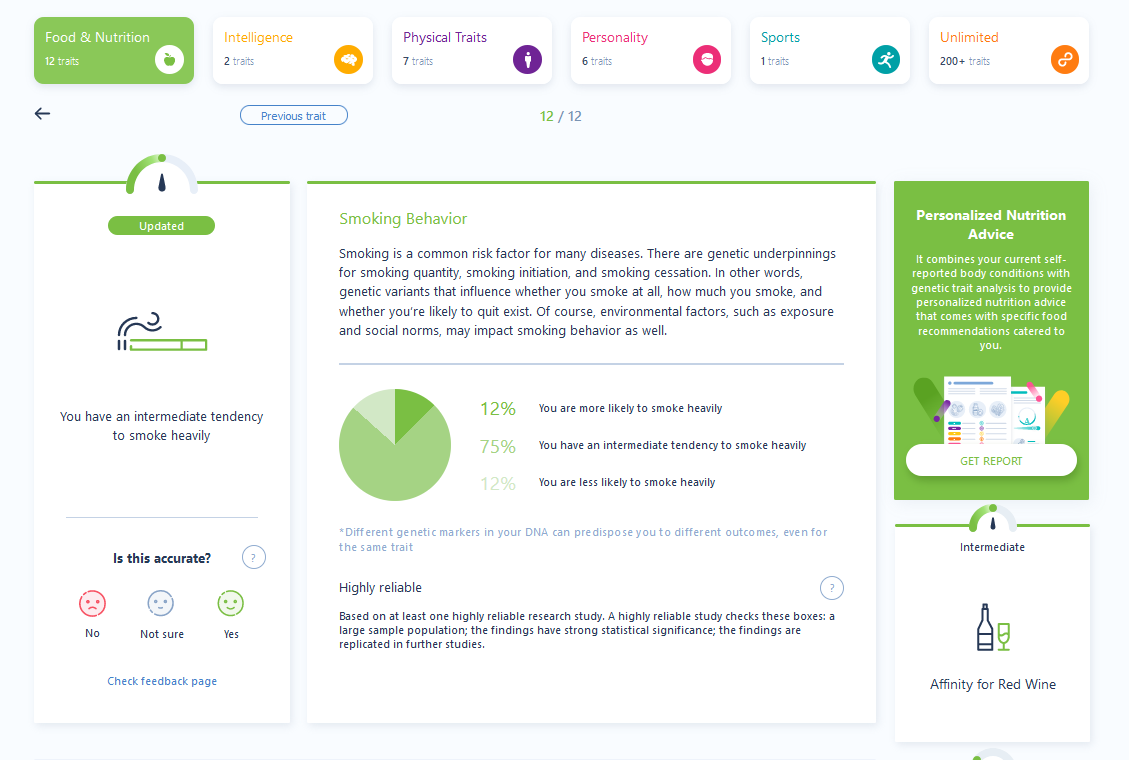 Food & Nutrition
12 traits
Intelligence
2 traits
Physical Traits
7 traits
Personality
6 traits
Sports
1 traits
Unlimited
200+ traits
Previous trait
12 / 12
Updated
You have an intermediate tendency
to smoke heavily
Is this accurate?
?
No
Not sure
Yes
Check feedback page
Smoking Behavior
Smoking is a common risk factor for many diseases. There are genetic underpinnings
for smoking quantity, smoking initiation, and smoking cessation. In other words,
genetic variants that influence whether you smoke at all, how much you smoke, and
whether you're likely to quit exist. Of course, environmental factors, such as exposure
and social norms, may impact smoking behavior as well.
12% You are more likely to smoke heavily
75% You have an intermediate tendency to smoke heavily
12% You are less likely to smoke heavily
*Different genetic markers in your DNA can predispose you to different outcomes, even for
the same trait
Highly reliable
?
Based on at least one highly reliable research study. A highly reliable study checks these boxes: a
large sample population; the findings have strong statistical significance; the findings are
replicated in further studies.
Personalized Nutrition
Advice
It combines your current self-
reported body conditions with
genetic trait analysis to provide
personalized nutrition advice
that comes with specific food
recommendations catered to
you.
GET REPORT
Intermediate
Affinity for Red Wine